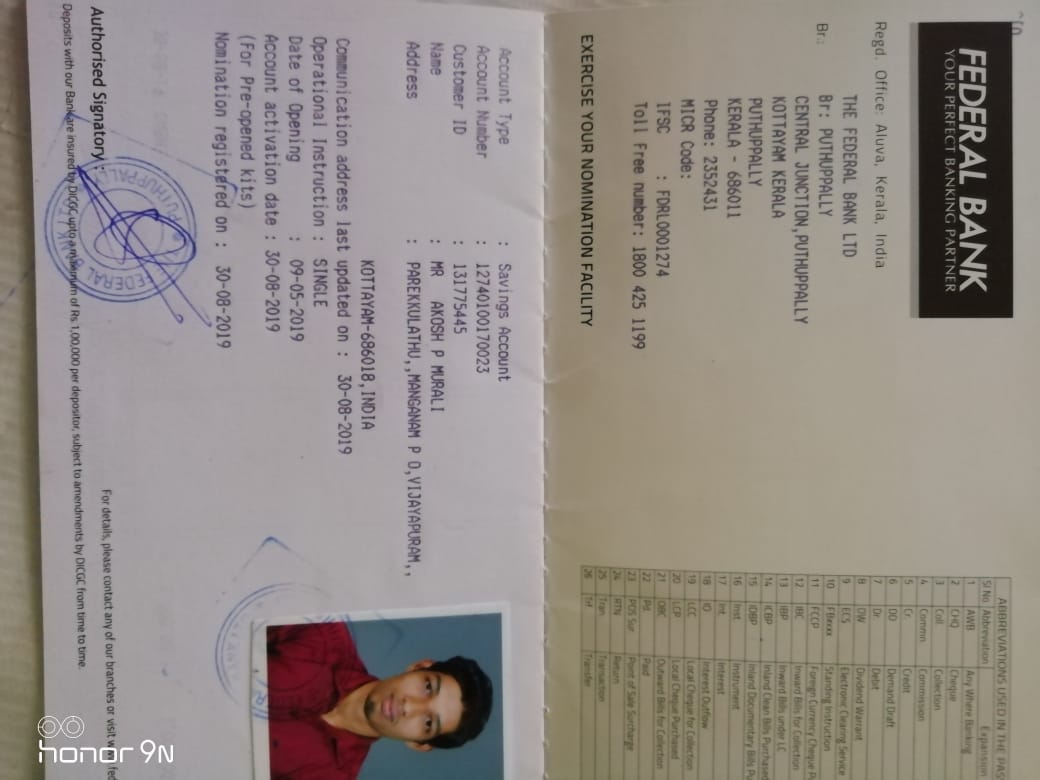 FEDERAL BANK
YOUR PERFECT BANKING PARTNER
Regd. Office: Aluva, Kerala, India
Br.:
THE FEDERAL BANK LTD
Br: PUTHUPPALLY
CENTRAL JUNCTION,PUTHUPPALLY
KOTTAYAM KERALA
PUTHUPPALLY
KERALA - 686011
Phone: 2352431
MICR Code:
IFSC : FDRL0001274
Toll Free number: 1800 425 1199
EXERCISE YOUR NOMINATION FACILITY
ABBREVIATIONS USED IN THE PAS
Sl No. Abbreviation Expansion
1 AWB Any Where Banking
2 CHQ Cheque
3 Coll Collection
4 Commn Commission
5 Cr. Credit
6 DD Demand Draft
7 Dr. Debit
8 DW Dividend Warrant
9 ECS Electronic Clearing Service
10 FBxxxx Standing Instruction
11 FCCP Foreign Currency Cheque P
12 IBC Inward Bills for Collection
13 IBP Inward Bills under LC
14 ICBP Inland Clean Bills Purchased
15 IDBP Inland Documentary Bills P
16 Inst. Instrument
17 Int. Interest
18 IO Interest Outflow
19 LCC Local Cheque for Collection
20 LCP Local Cheque Purchased
21 OBC Outward Bills for Collection
22 Pd. Paid
23 POS Sur Point of Sale Surcharge
24 RTN Return
25 Tran Transaction
26 Trf. Transfer
Account Type : Savings Account
Account Number : 12740100170023
Customer ID : 131775445
Name : MR AKOSH P MURALI
Address : PAREKKULATHU,,MANGANAM P O,VIJAYAPURAM,,
KOTTAYAM-686018,INDIA
Communication address last updated on : 30-08-2019
Operational Instruction : SINGLE
Date of Opening : 09-05-2019
Account activation date : 30-08-2019
(For Pre-opened kits)
Nomination registered on : 30-08-2019
Authorised Signatory :
PUTHUPPALLY
FEDERAL BANK
For details, please contact any of our branches or visit www.fed
Deposits with our Bank are insured by DICGC upto a maximum of Rs. 1,00,000 per depositor, subject to amendments by DICGC from time to time.
honor 9N